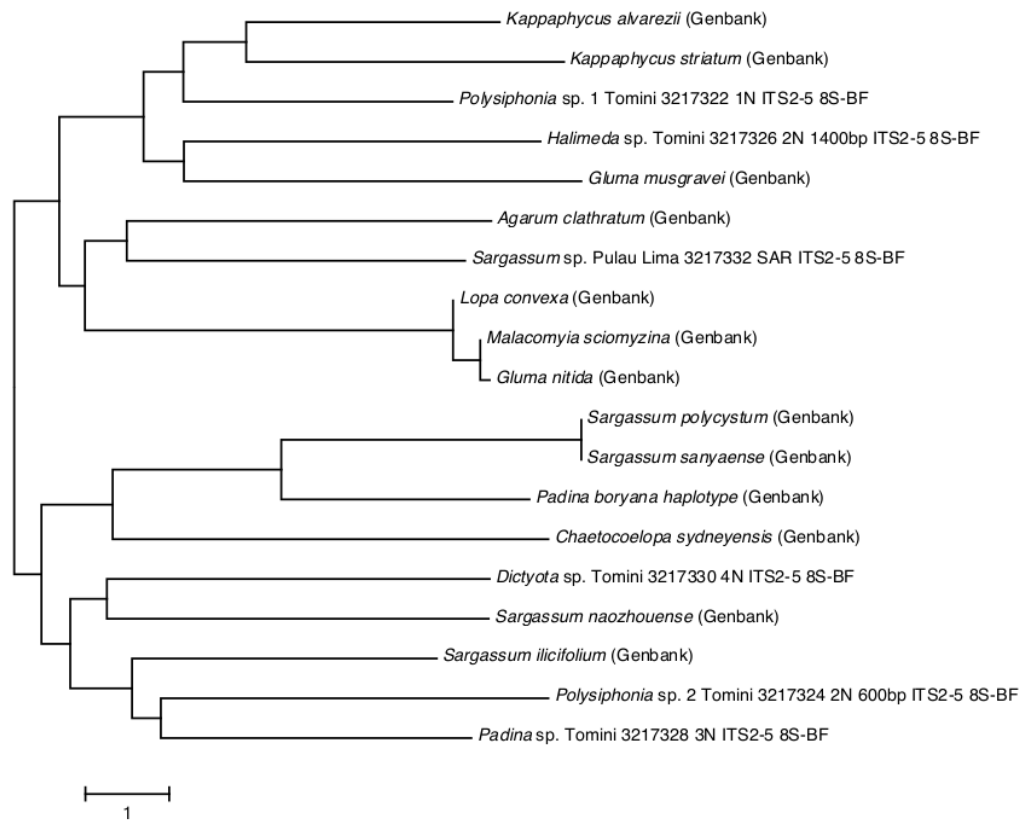 Kappaphycus alvarezii (Genbank)
Kappaphycus striatum (Genbank)
Polysiphonia sp. 1 Tomini 3217322 1N ITS2-5 8S-BF
Halimeda sp. Tomini 3217326 2N 1400bp ITS2-5 8S-BF
Gluma musgravei (Genbank)
Agarum clathratum (Genbank)
Sargassum sp. Pulau Lima 3217332 SAR ITS2-5 8S-BF
Lopa convexa (Genbank)
Malacomyia sciomyzina (Genbank)
Gluma nitida (Genbank)
Sargassum polycystum (Genbank)
Sargassum sanyaense (Genbank)
Padina boryana haplotype (Genbank)
Chaetocoelopa sydneyensis (Genbank)
Dictyota sp. Tomini 3217330 4N ITS2-5 8S-BF
Sargassum naozhouense (Genbank)
Sargassum ilicifolium (Genbank)
Polysiphonia sp. 2 Tomini 3217324 2N 600bp ITS2-5 8S-BF
Padina sp. Tomini 3217328 3N ITS2-5 8S-BF
1